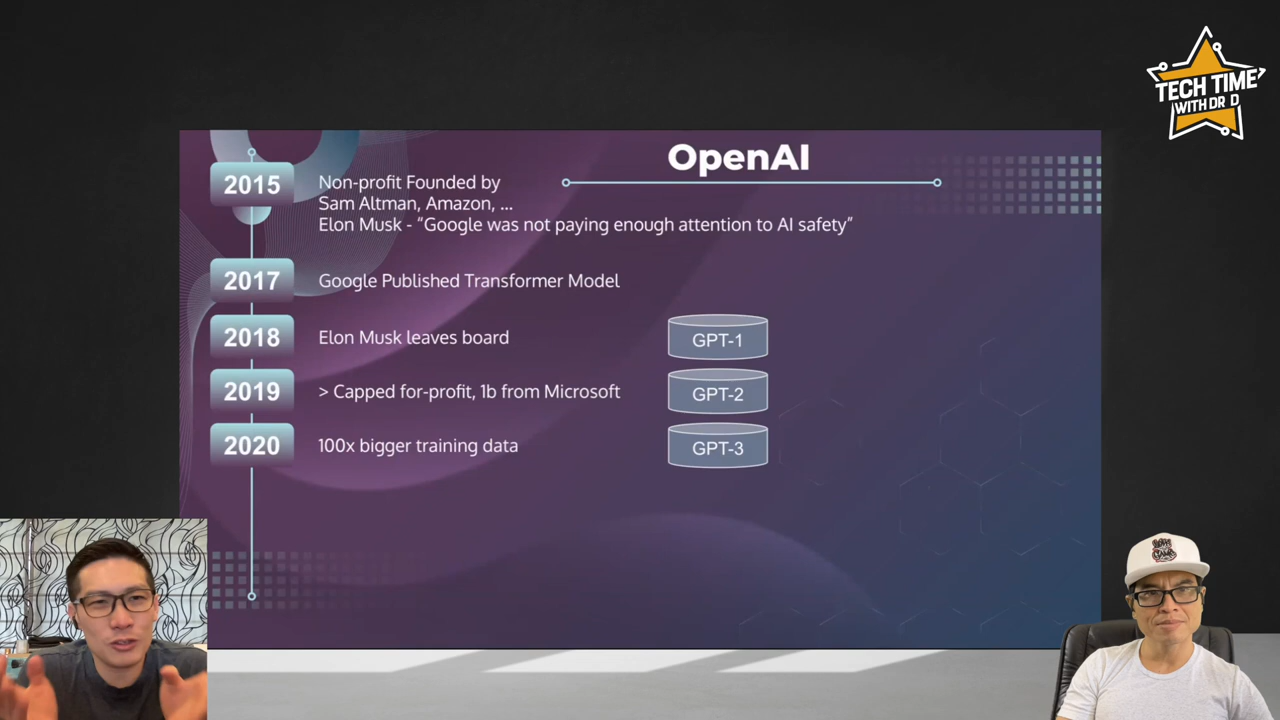 TECH TIME
WITH DR D
OpenAI
2015
Non-profit Founded by
Sam Altman, Amazon, ...
Elon Musk - “Google was not paying enough attention to AI safety”
2017
Google Published Transformer Model
2018
Elon Musk leaves board
GPT-1
2019
> Capped for-profit, 1b from Microsoft
GPT-2
2020
100x bigger training data
GPT-3